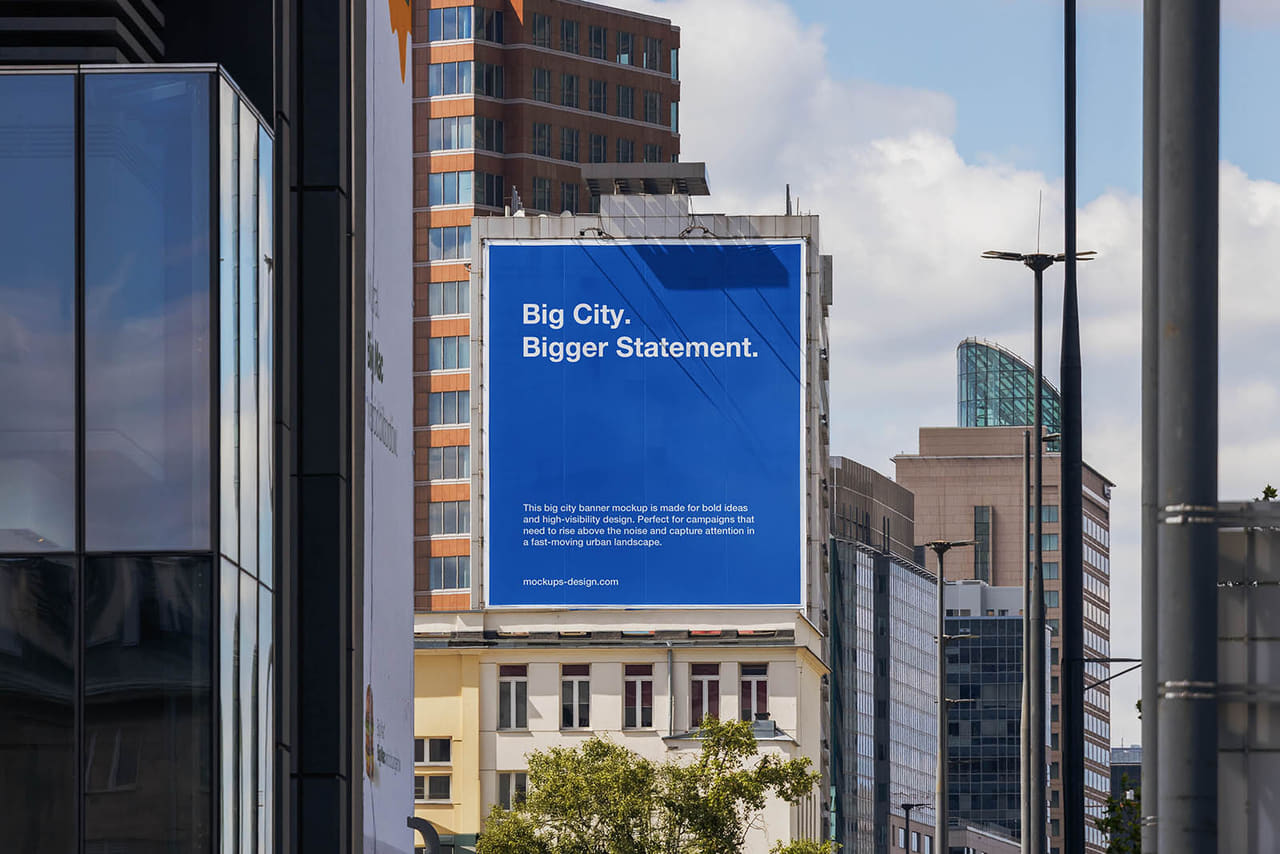 Big City.
Bigger Statement.
This big city banner mockup is made for bold ideas
and high-visibility design. Perfect for campaigns that
need to rise above the noise and capture attention in
a fast-moving urban landscape.
mockups-design.com